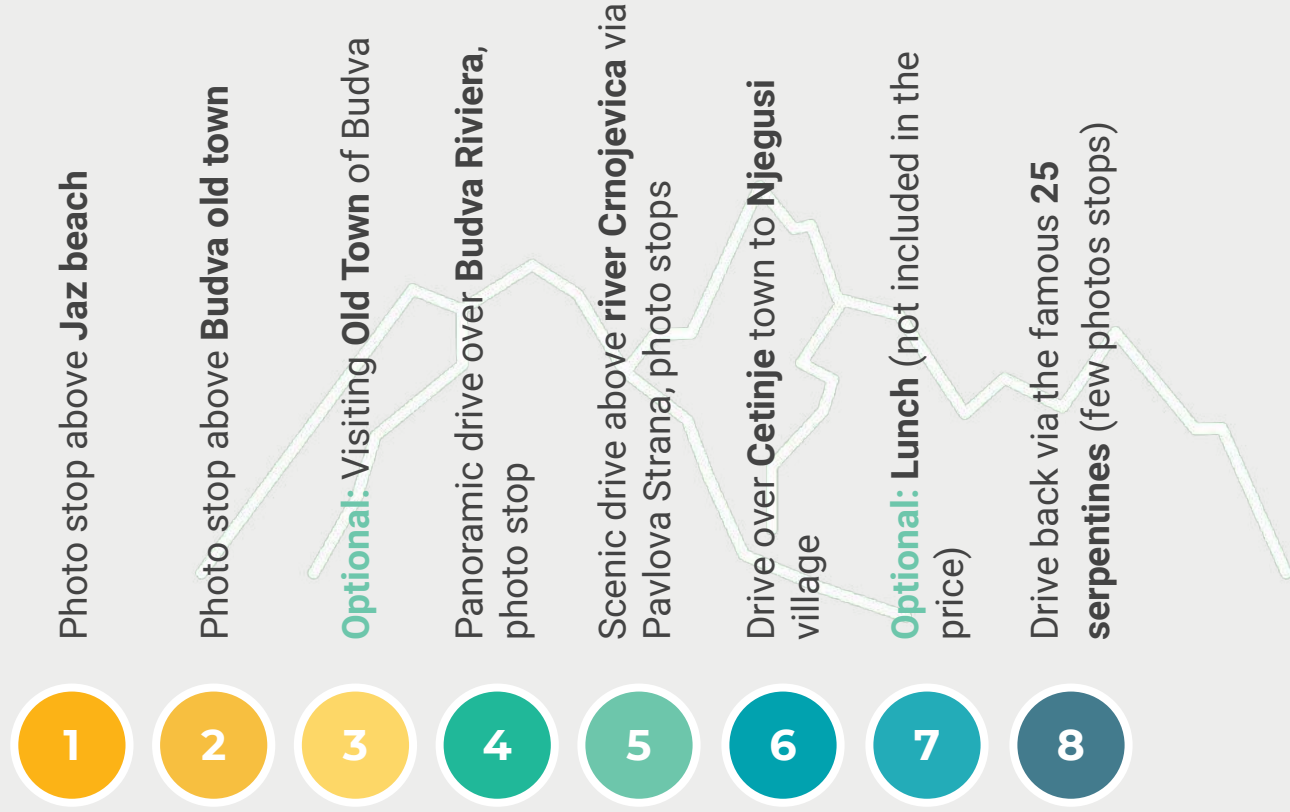 1
Photo stop above Jaz beach
2
Photo stop above Budva old town
3
Optional: Visiting Old Town of Budva
4
Panoramic drive over Budva Riviera,
photo stop
5
Scenic drive above river Crnojevica via
Pavlova Strana, photo stops
6
Drive over Cetinje town to Njegusi
village
7
Optional: Lunch (not included in the
price)
8
Drive back via the famous 25
serpentines (few photos stops)